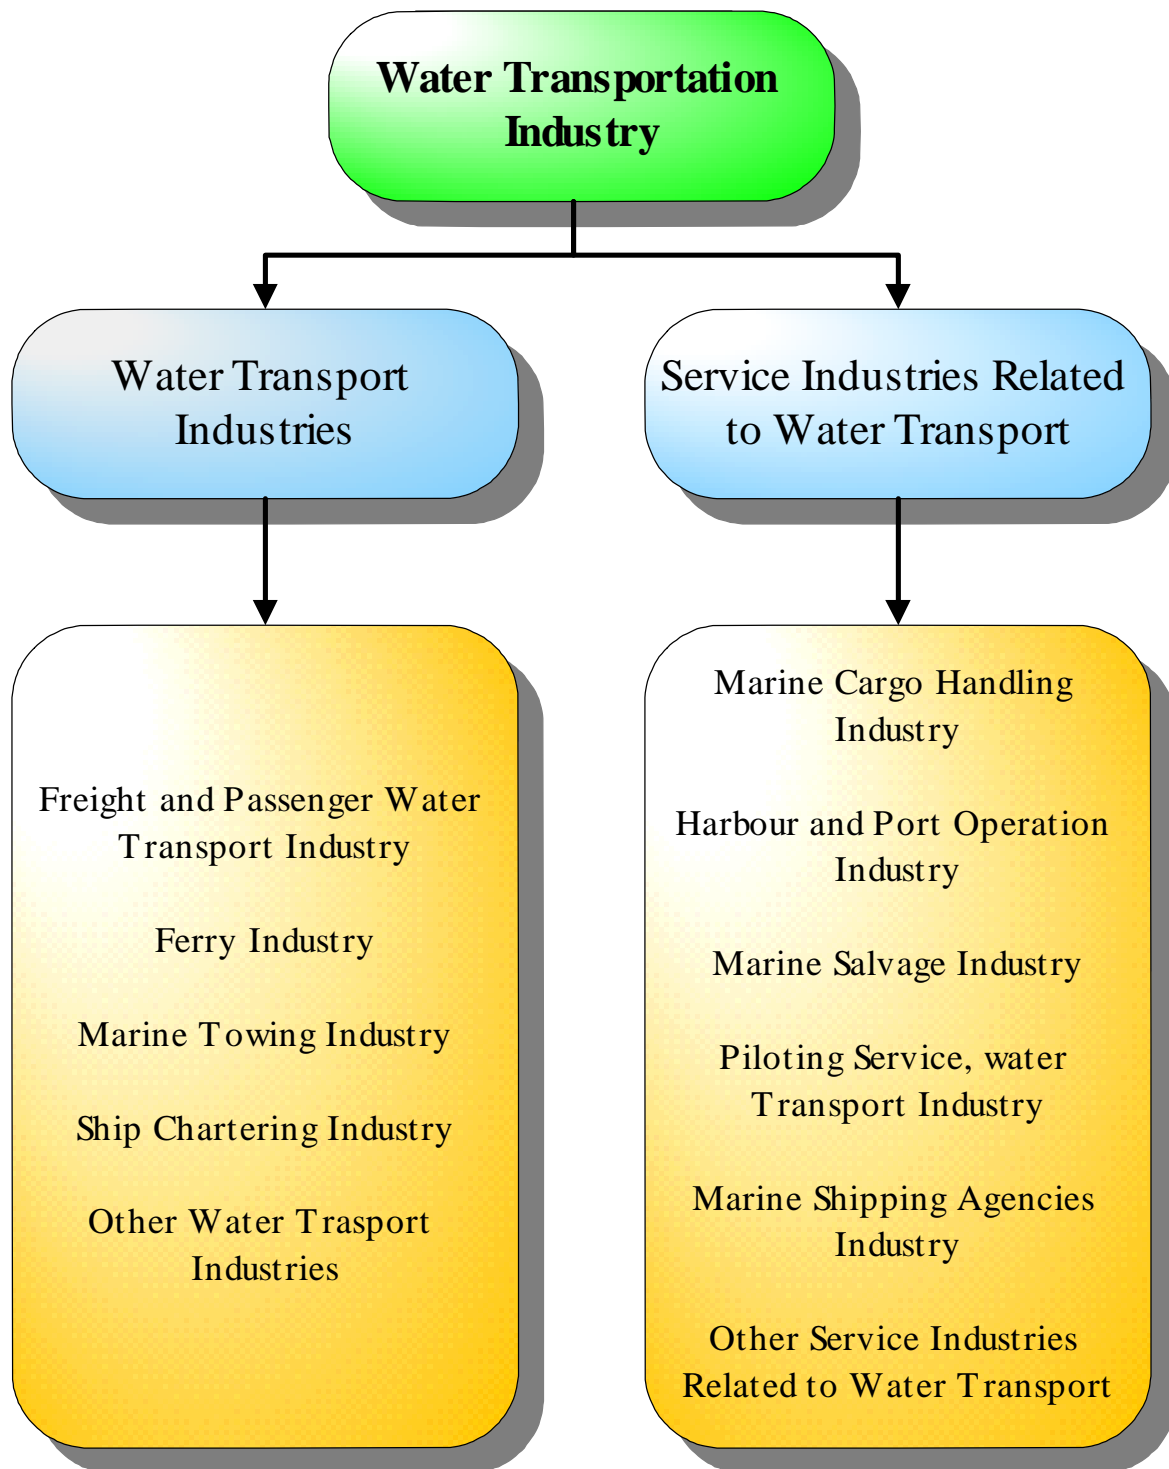 Water Transportation
Industry
Water Transport
Industries
Service Industries Related
to Water Transport
Freight and Passenger Water
Transport Industry
Ferry Industry
Marine Towing Industry
Ship Chartering Industry
Other Water Trasport
Industries
Marine Cargo Handling
Industry
Harbour and Port Operation
Industry
Marine Salvage Industry
Piloting Service, water
Transport Industry
Marine Shipping Agencies
Industry
Other Service Industries
Related to Water Transport